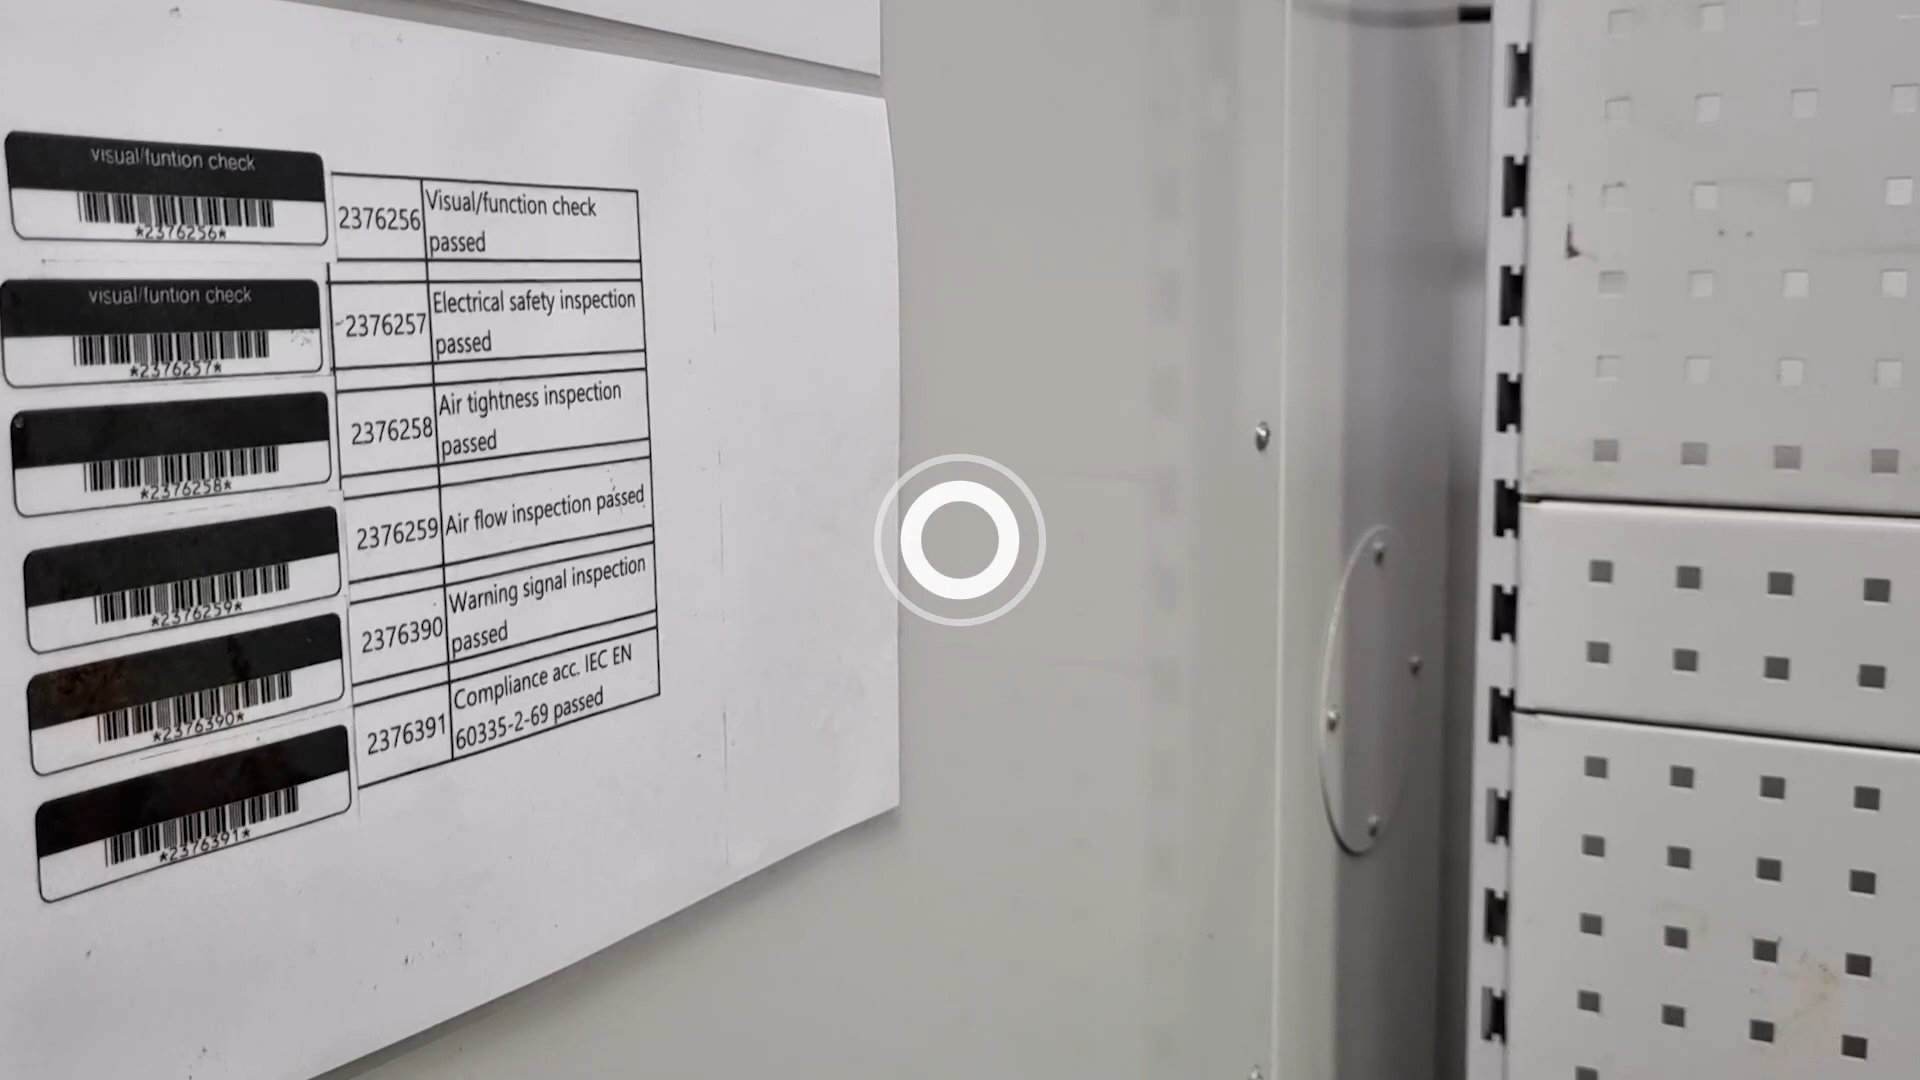 visual/funtion check
*2376256*
2376256
Visual/function check
passed
visual/funtion check
*2376257*
2376257
Electrical safety inspection
passed
*2376258*
2376258
Air tightness inspection
passed
*2376259*
2376259
Air flow inspection passed
*2376390*
2376390
Warning signal inspection
passed
*2376391*
2376391
Compliance acc. IEC EN
60335-2-69 passed